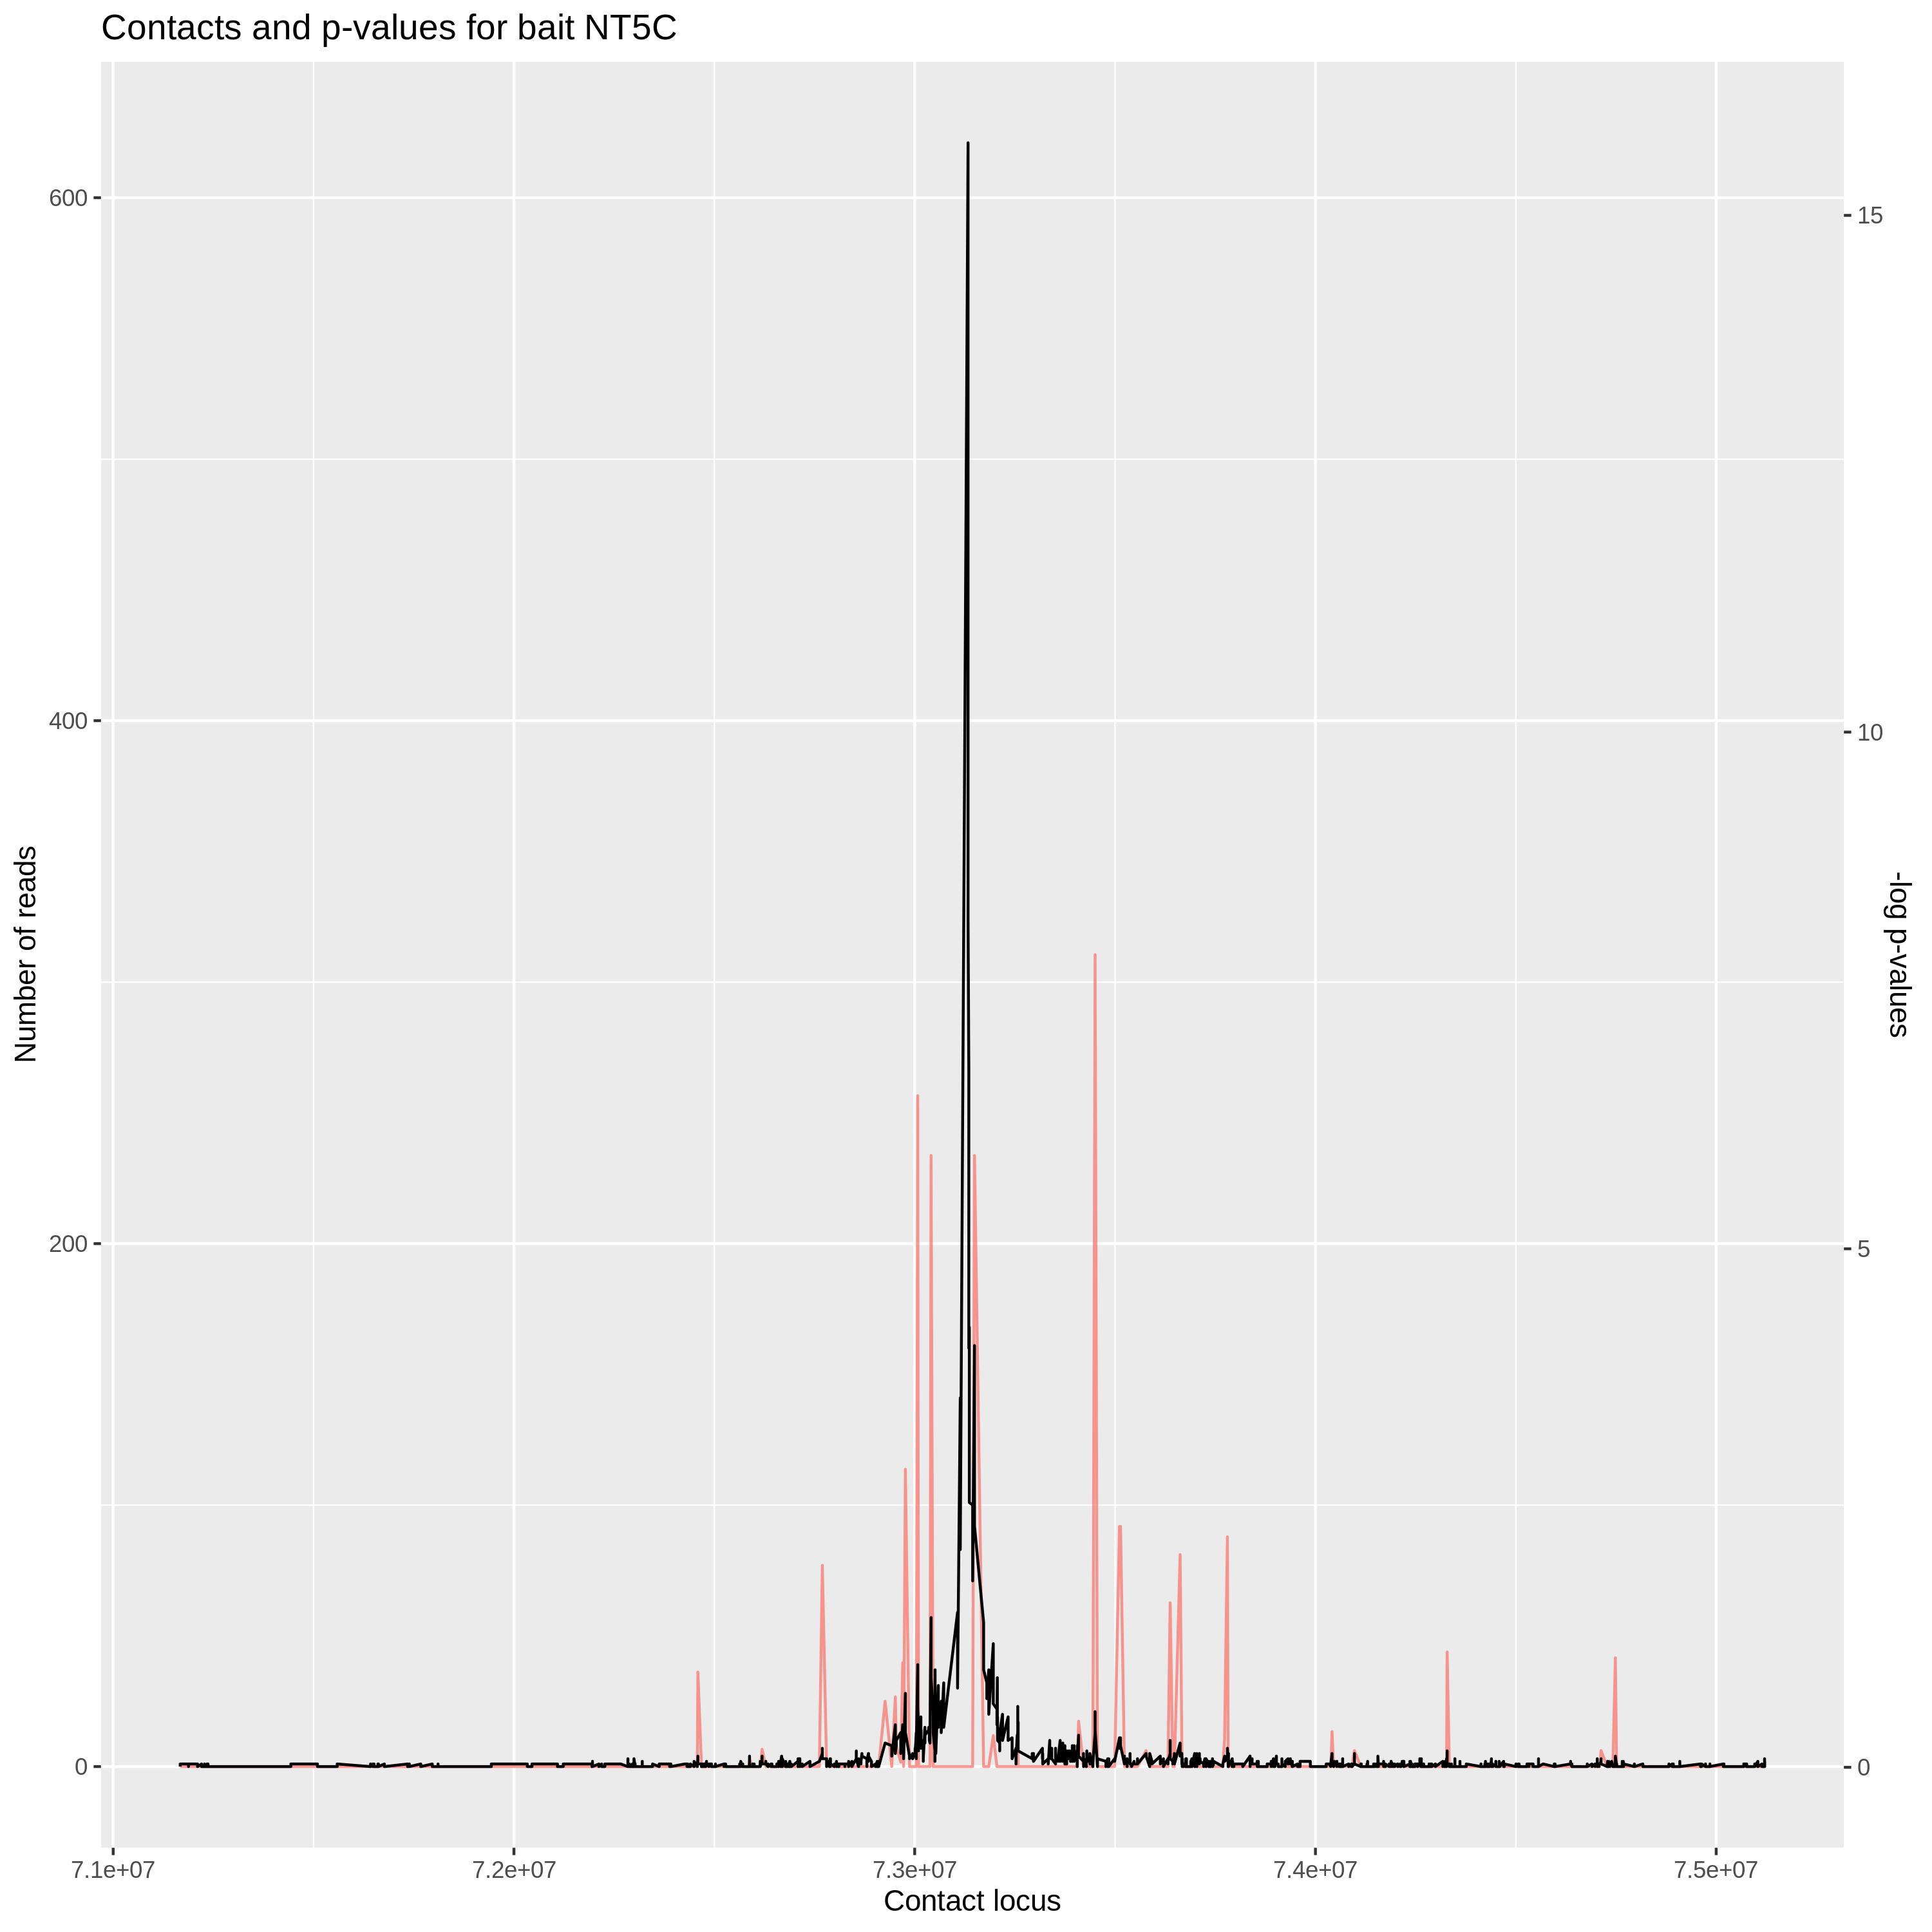 Contacts and p-values for bait NT5C
600
400
200
0
15
10
5
0
Number of reads
-log p-values
7.1e+07 7.2e+07 7.3e+07 7.4e+07 7.5e+07
Contact locus